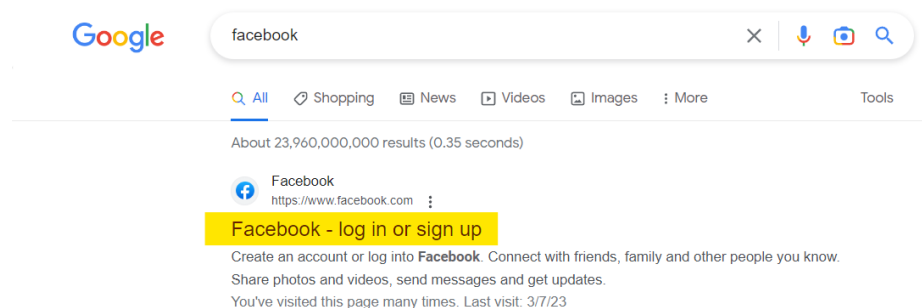 Google
facebook
All Shopping News Videos Images More Tools
About 23,960,000,000 results (0.35 seconds)
Facebook
https://www.facebook.com
Facebook - log in or sign up
Create an account or log into Facebook. Connect with friends, family and other people you know.
Share photos and videos, send messages and get updates.
You've visited this page many times. Last visit: 3/7/23